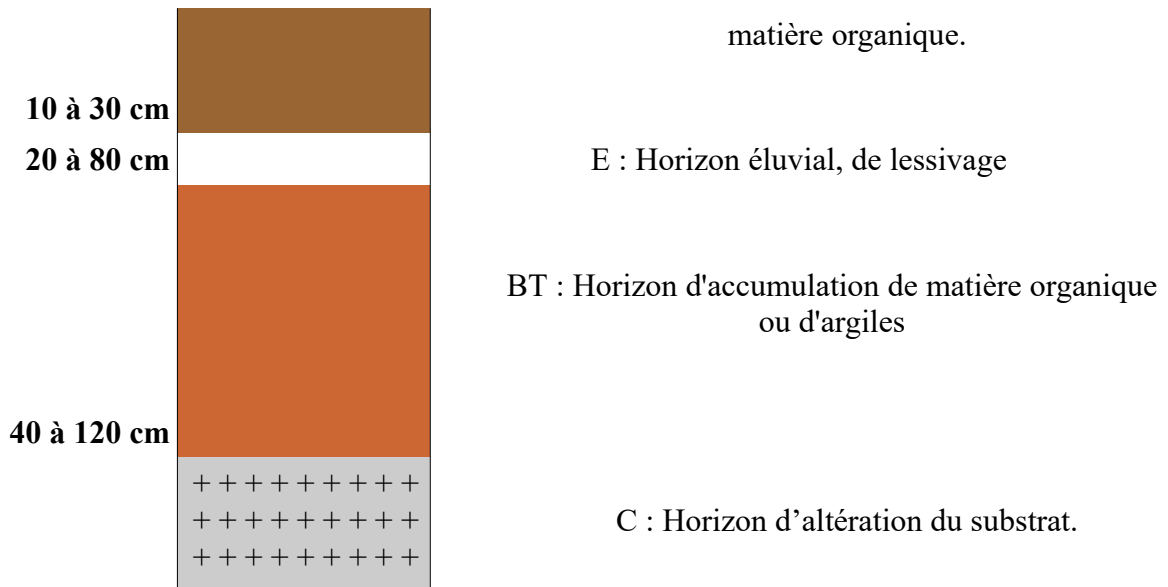 matière organique.
10 à 30 cm
20 à 80 cm
E : Horizon éluvial, de lessivage
BT : Horizon d'accumulation de matière organique
ou d'argiles
40 à 120 cm
+ + + + + + + + +
+ + + + + + + + +
+ + + + + + + + +
C : Horizon d’altération du substrat.